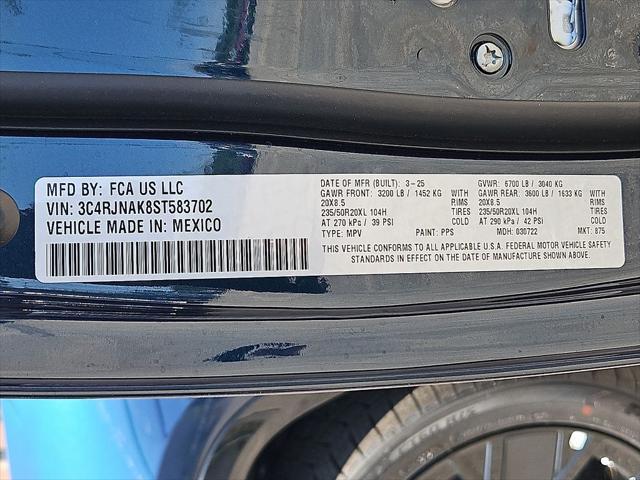 MFD BY: FCA US LLC
VIN: 3C4RJNAK8ST583702
VEHICLE MADE IN: MEXICO
DATE OF MFR (BUILT): 3-25 GVWR: 6700 LB / 3040 KG
GAWR FRONT: 3200 LB / 1452 KG WITH GAWR REAR: 3600 LB / 1633 KG WITH
20X8.5 RIMS 20X8.5 RIMS
235/50R20XL 104H TIRES 235/50R20XL 104H TIRES
AT 270 kPa / 39 PSI COLD AT 290 kPa / 42 PSI COLD
TYPE: MPV PAINT: PPS MDH: 030722 MKT: 875
THIS VEHICLE CONFORMS TO ALL APPLICABLE U.S.A. FEDERAL MOTOR VEHICLE SAFETY
STANDARDS IN EFFECT ON THE DATE OF MANUFACTURE SHOWN ABOVE.